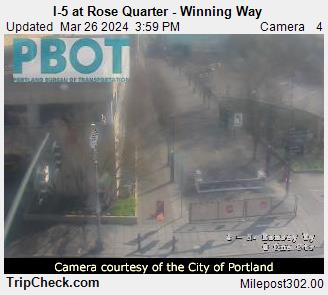 I-5 at Rose Quarter - Winning Way
Updated Mar 26 2024 3:59 PM Camera 4
PBOT
PORTLAND BUREAU OF TRANSPORTATION
Camera courtesy of the City of Portland
TripCheck.com Milepost302.00